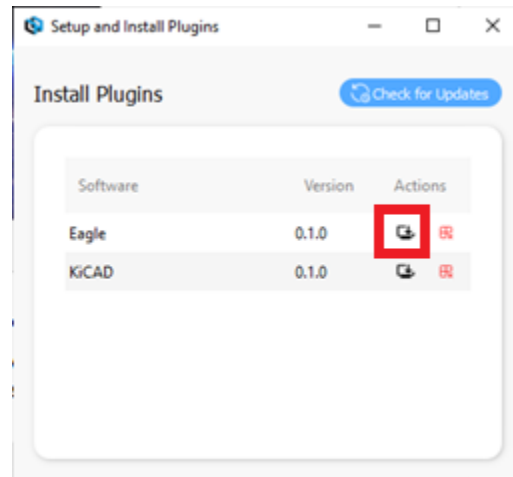 Setup and Install Plugins
Install Plugins
Check for Updates
Software Version Actions
Eagle 0.1.0
KiCAD 0.1.0